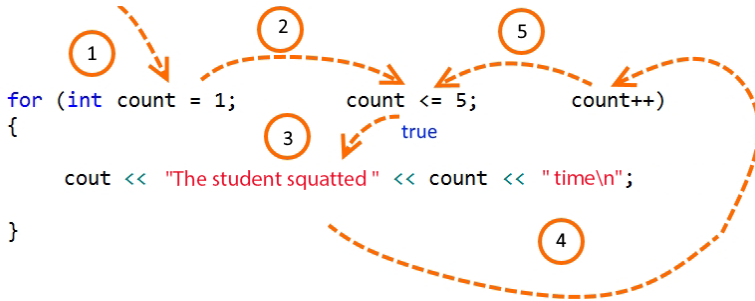 1 2 5
for (int count = 1; count <= 5; count++)
{ 3 true
cout << "The student squatted " << count << " time\n";
} 4